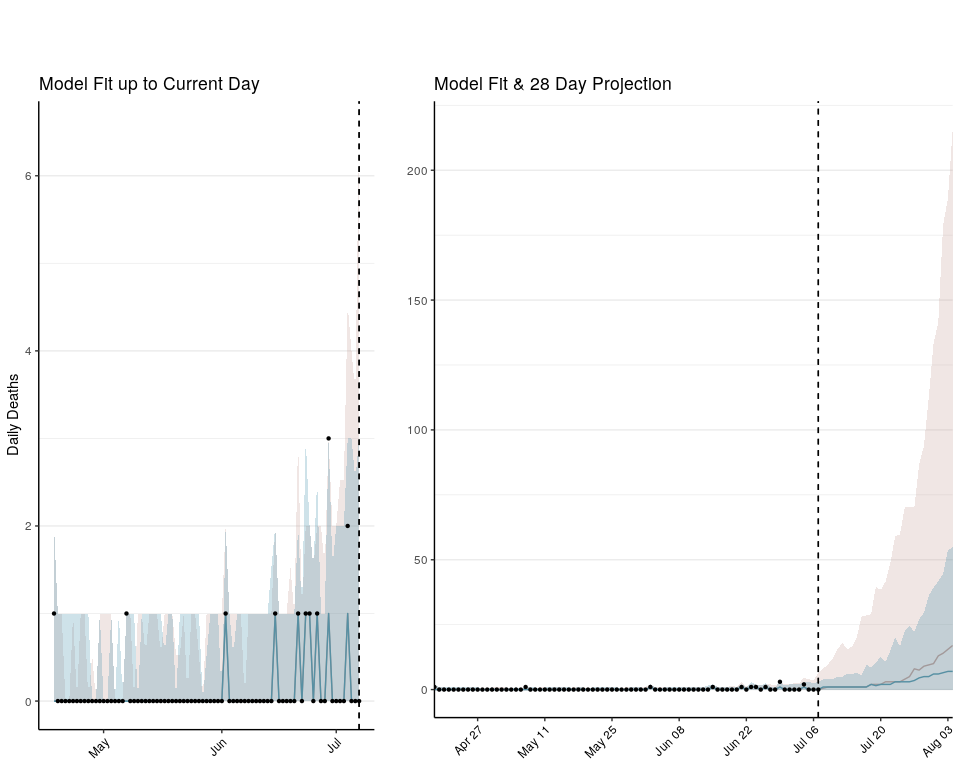 Model Fit up to Current Day
Daily Deaths
6
4
2
0
May
Jun
Jul
Model Fit & 28 Day Projection
200
150
100
50
0
Apr 27
May 11
May 25
Jun 08
Jun 22
Jul 06
Jul 20
Aug 03